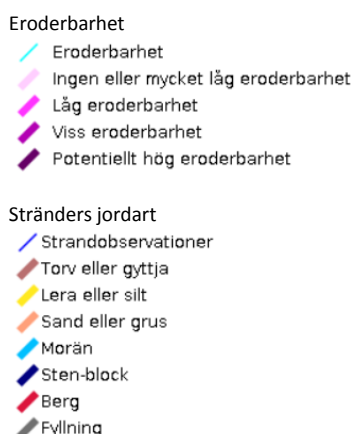 Eroderbarhet
Eroderbarhet
Ingen eller mycket låg eroderbarhet
Låg eroderbarhet
Viss eroderbarhet
Potentiellt hög eroderbarhet
Stränders jordart
Strandobservationer
Torv eller gyttja
Lera eller silt
Sand eller grus
Morän
Sten-block
Berg
Fyllning